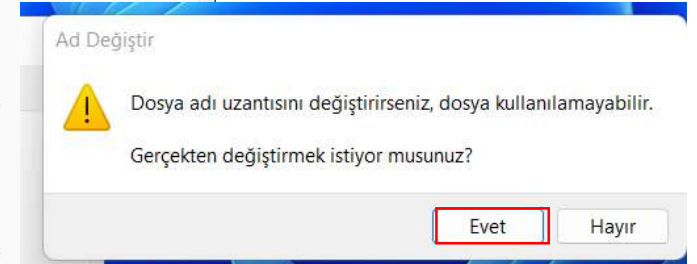 Ad Değiştir
Dosya adı uzantısını değiştirirseniz, dosya kullanılamayabilir.
Gerçekten değiştirmek istiyor musunuz?
Evet
Hayır